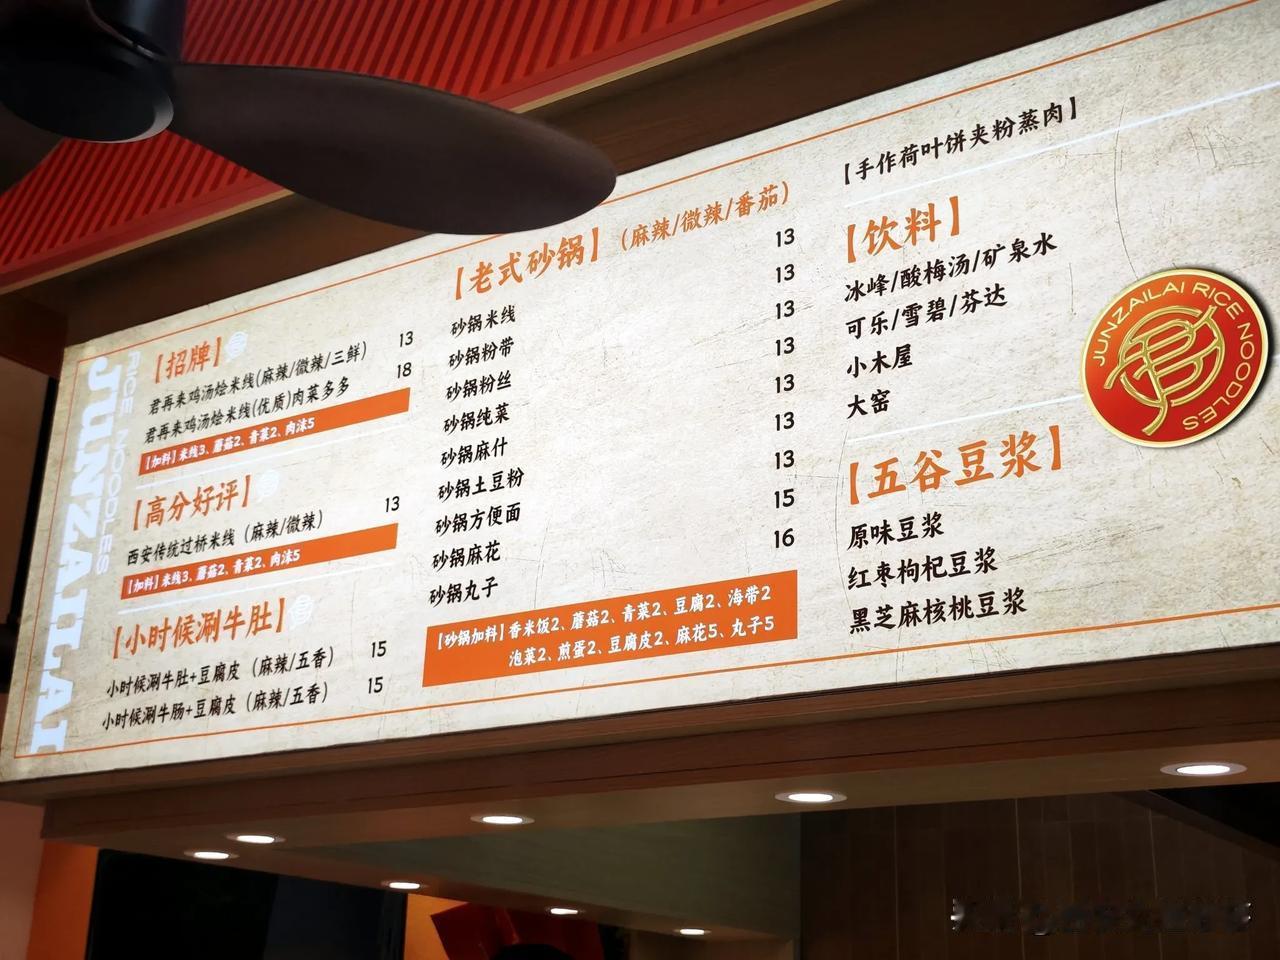 JUNZAILAI
RICE NOODLES
【招牌】
君再来鸡汤烩米线(麻辣/微辣/三鲜) 13
君再来鸡汤烩米线(优质)肉菜多多 18
【加料】米线3、蘑菇2、青菜2、肉沫5
【高分好评】
西安传统过桥米线（麻辣/微辣） 13
【加料】米线3、蘑菇2、青菜2、肉沫5
【小时候涮牛肚】
小时候涮牛肚+豆腐皮（麻辣/五香） 15
小时候涮牛肠+豆腐皮（麻辣/五香） 15
【老式砂锅】（麻辣/微辣/番茄）
砂锅米线 13
砂锅粉带 13
砂锅粉丝 13
砂锅纯菜 13
砂锅麻什 13
砂锅土豆粉 13
砂锅方便面 13
砂锅麻花 15
砂锅丸子 16
【砂锅加料】香米饭2、蘑菇2、青菜2、豆腐2、海带2
泡菜2、煎蛋2、豆腐皮2、麻花5、丸子5
【手作荷叶饼夹粉蒸肉】
【饮料】
冰峰/酸梅汤/矿泉水
可乐/雪碧/芬达
小木屋
大窑
【五谷豆浆】
原味豆浆
红枣枸杞豆浆
黑芝麻核桃豆浆
JUNZAILAI RICE NOODLES